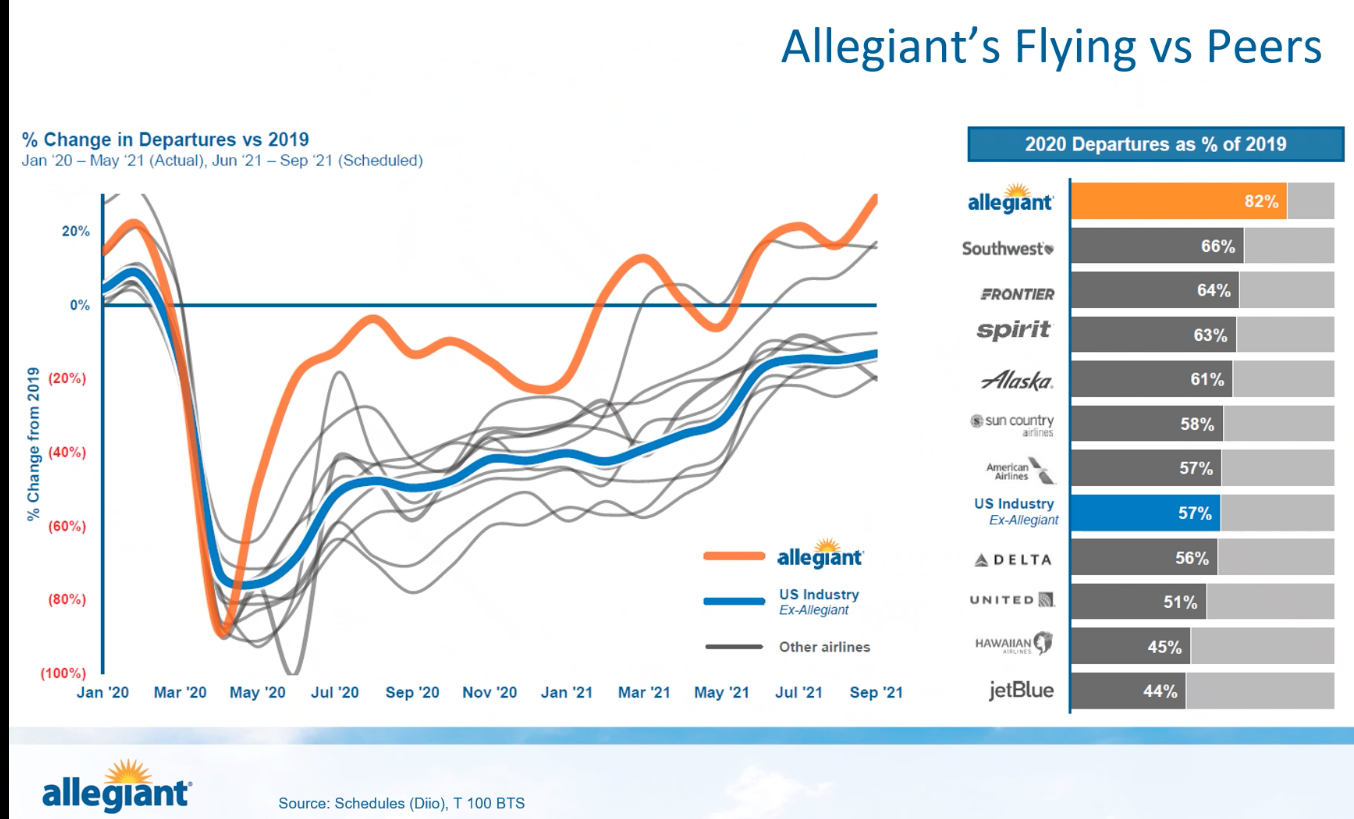 Allegiant’s Flying vs Peers
% Change in Departures vs 2019
Jan ‘20 – May ‘21 (Actual), Jun ‘21 – Sep ‘21 (Scheduled)
% Change from 2019
20%
0%
(20%)
(40%)
(60%)
(80%)
(100%)
Jan '20 Mar '20 May '20 Jul '20 Sep '20 Nov '20 Jan '21 Mar '21 May '21 Jul '21 Sep '21
allegiant
US Industry
Ex-Allegiant
Other airlines
2020 Departures as % of 2019
allegiant 82%
Southwest 66%
FRONTIER 64%
spirit 63%
Alaska 61%
sun country
airlines
58%
American
Airlines
57%
US Industry
Ex-Allegiant
57%
DELTA 56%
UNITED 51%
HAWAIIAN
AIRLINES
45%
jetBlue 44%
allegiant
Source: Schedules (Diio), T 100 BTS